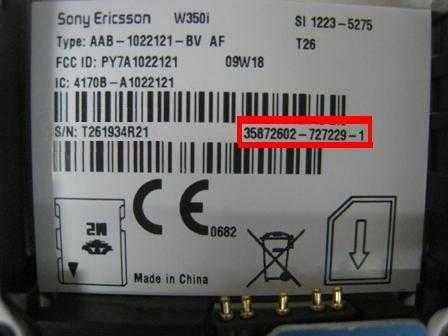 Sony Ericsson W350i SI 1223-5275
Type: AAB-1022121-BV AF T26
FCC ID: PY7A1022121 09W18
IC: 4170B-A1022121
S/N: T261934R21 35872602-727229-1
CE 0682
M2
Made in China